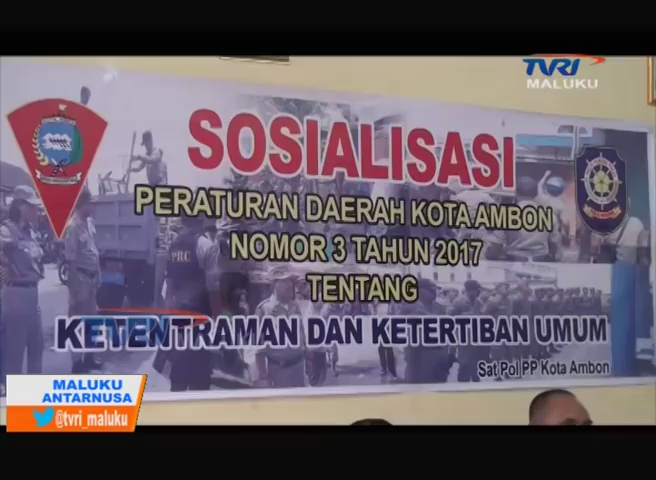 TVRI
MALUKU
SOSIALISASI
PERATURAN DAERAH KOTA AMBON
NOMOR 3 TAHUN 2017
TENTANG
KETENTRAMAN DAN KETERTIBAN UMUM
Sat Pol PP Kota Ambon
PRC
MALUKU
ANTARNUSA
@tvri_maluku